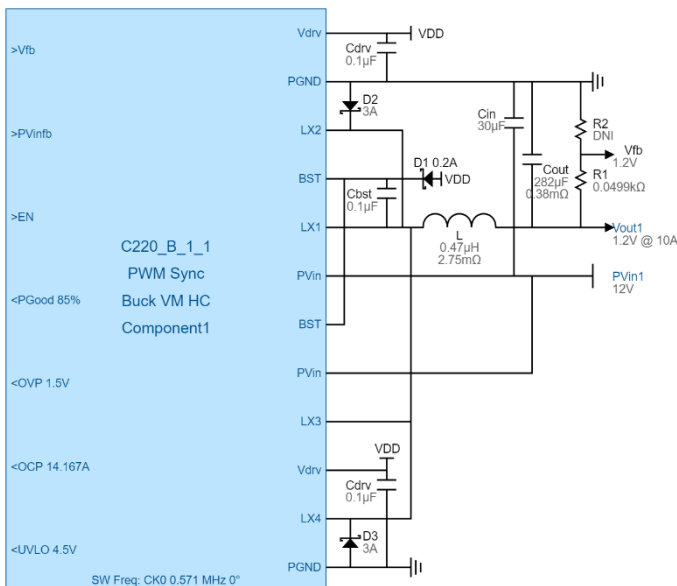 >Vfb
>PVinfb
>EN
<PGood 85%
<OVP 1.5V
<OCP 14.167A
<UVLO 4.5V
C220_B_1_1
PWM Sync
Buck VM HC
Component1
SW Freq: CK0 0.571 MHz 0°
Vdrv
PGND
LX2
BST
LX1
PVin
BST
PVin
LX3
Vdrv
LX4
PGND
Cdrv
0.1µF
VDD
D2
3A
D1 0.2A
VDD
Cbst
0.1µF
L
0.47µH
2.75mΩ
Cin
30µF
Cout
282µF
0.38mΩ
R2
DNI
Vfb
1.2V
R1
0.0499kΩ
Vout1
1.2V @ 10A
PVin1
12V
VDD
Cdrv
0.1µF
D3
3A